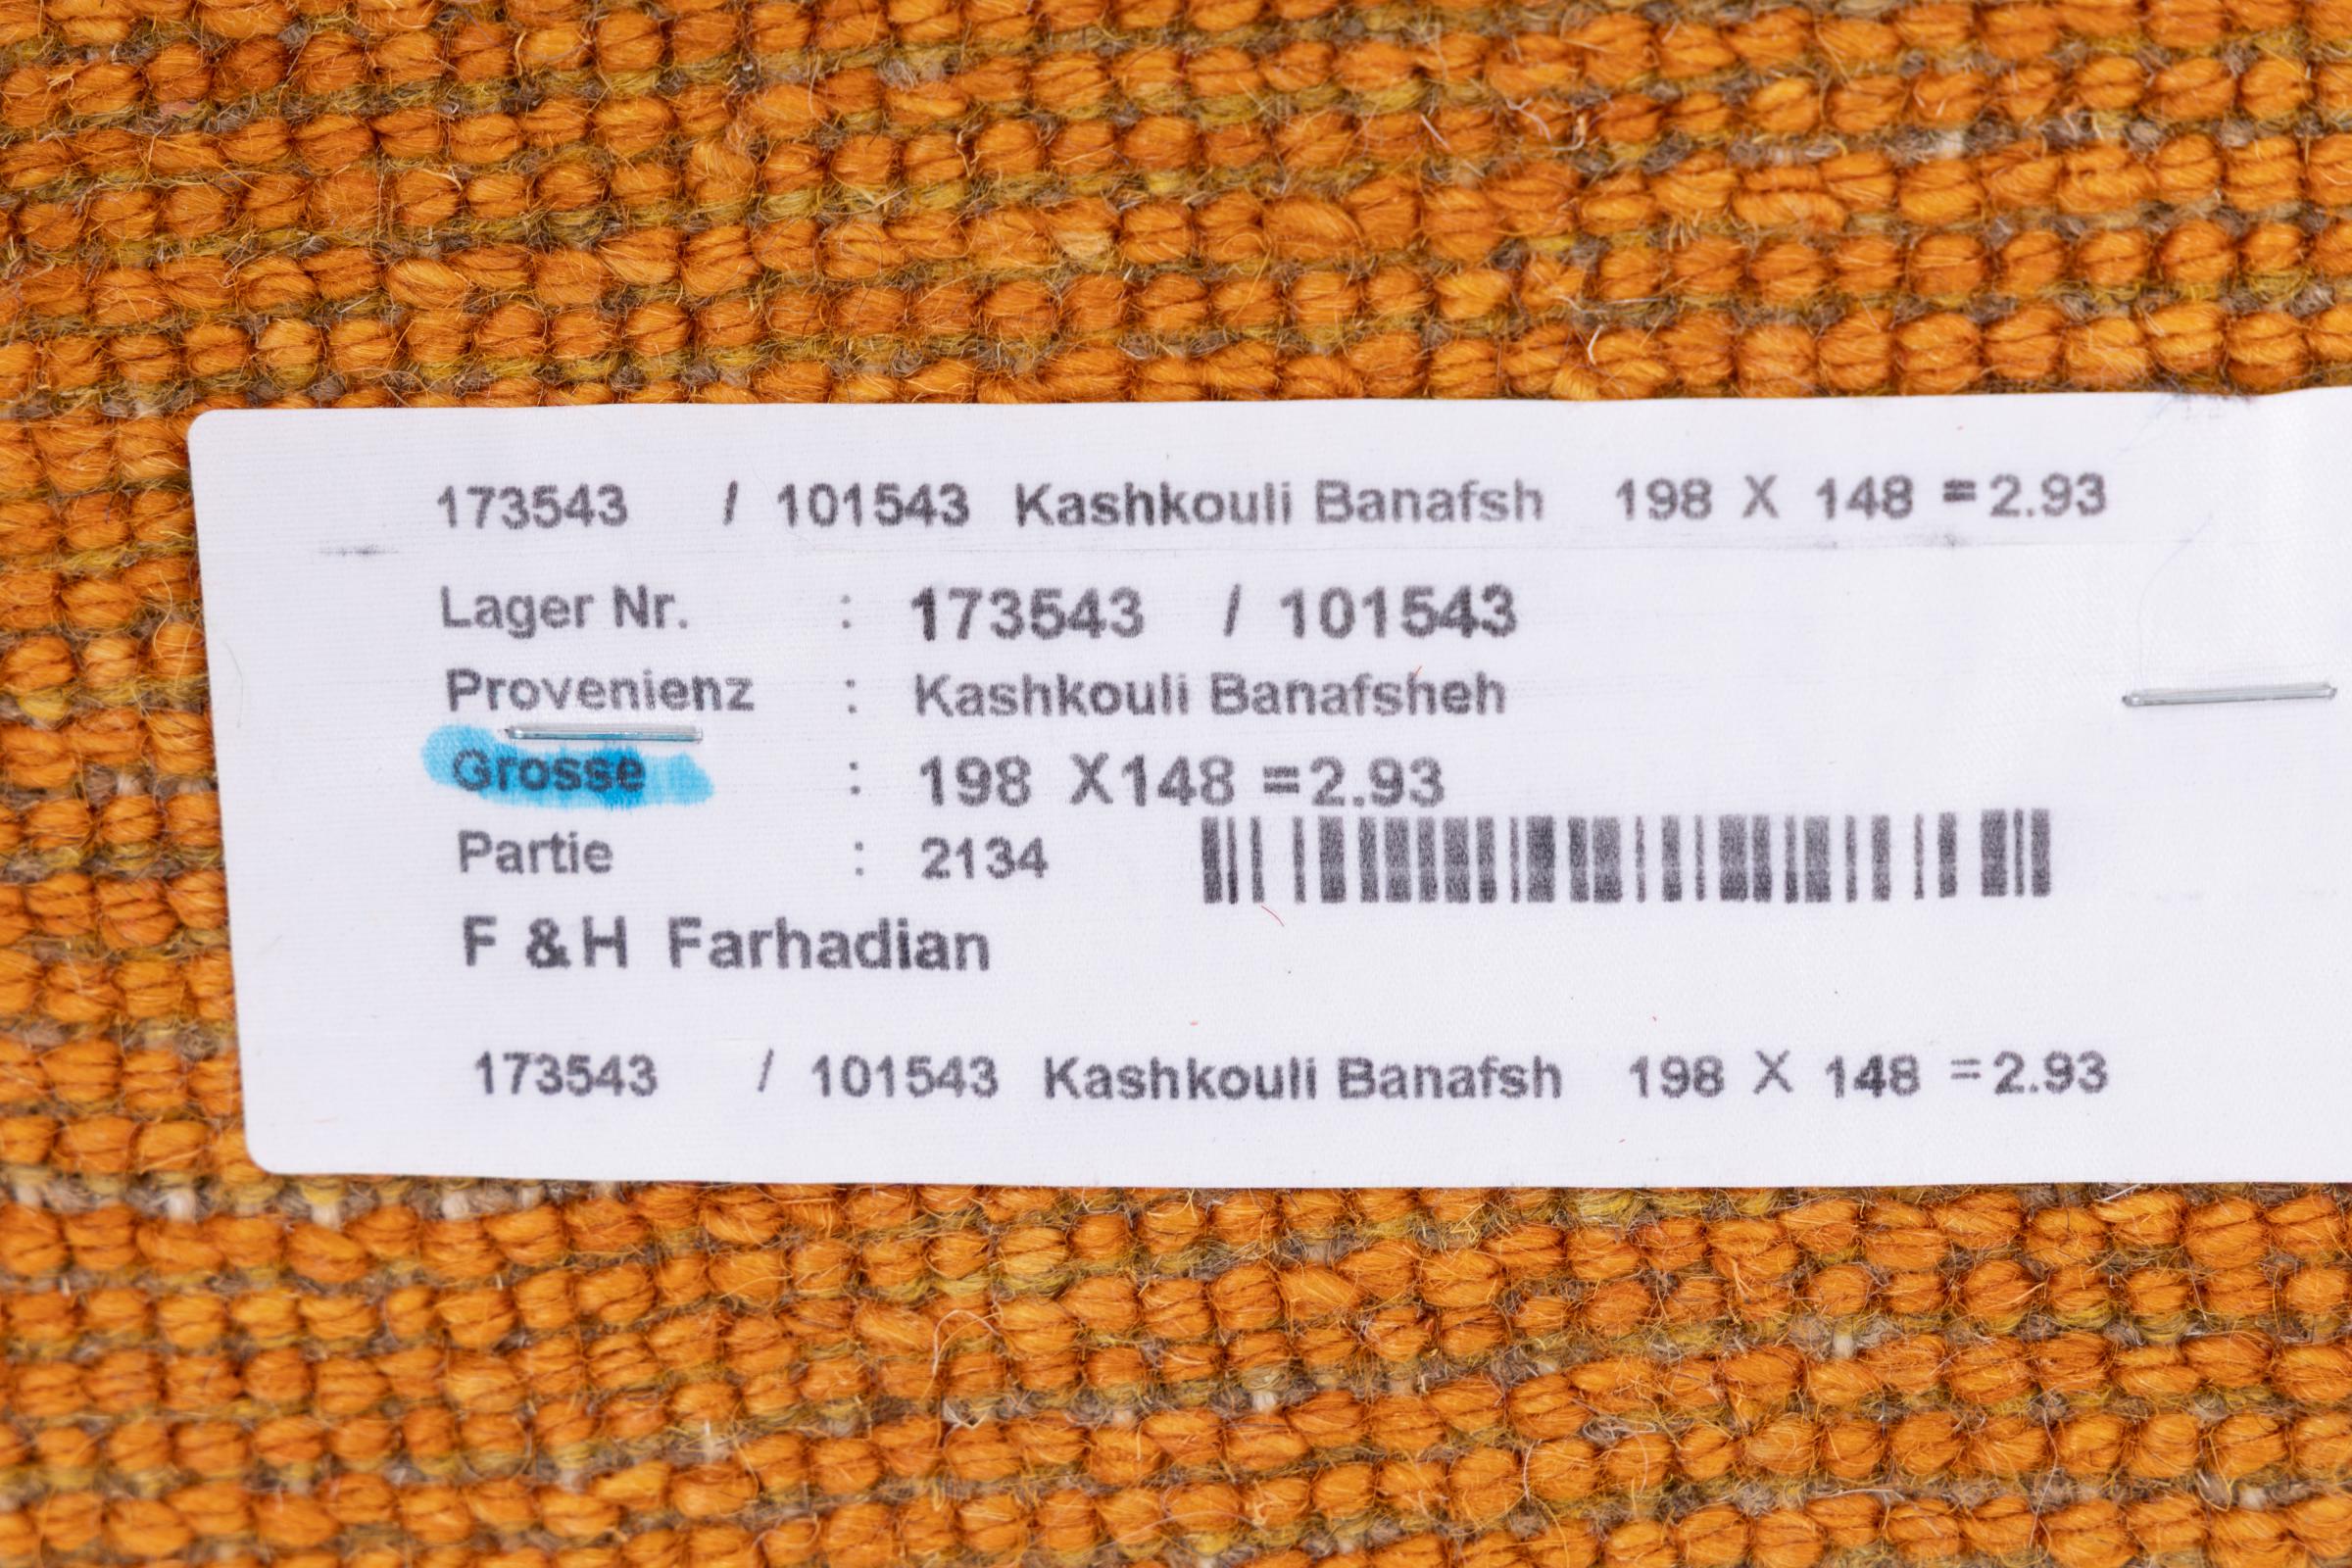 173543 / 101543 Kashkouli Banafsh 198 X 148 =2.93
Lager Nr. : 173543 / 101543
Provenienz : Kashkouli Banafsheh
Grosse : 198 X148 =2.93
Partie : 2134
F &H Farhadian
173543 / 101543 Kashkouli Banafsh 198 X 148 =2.93